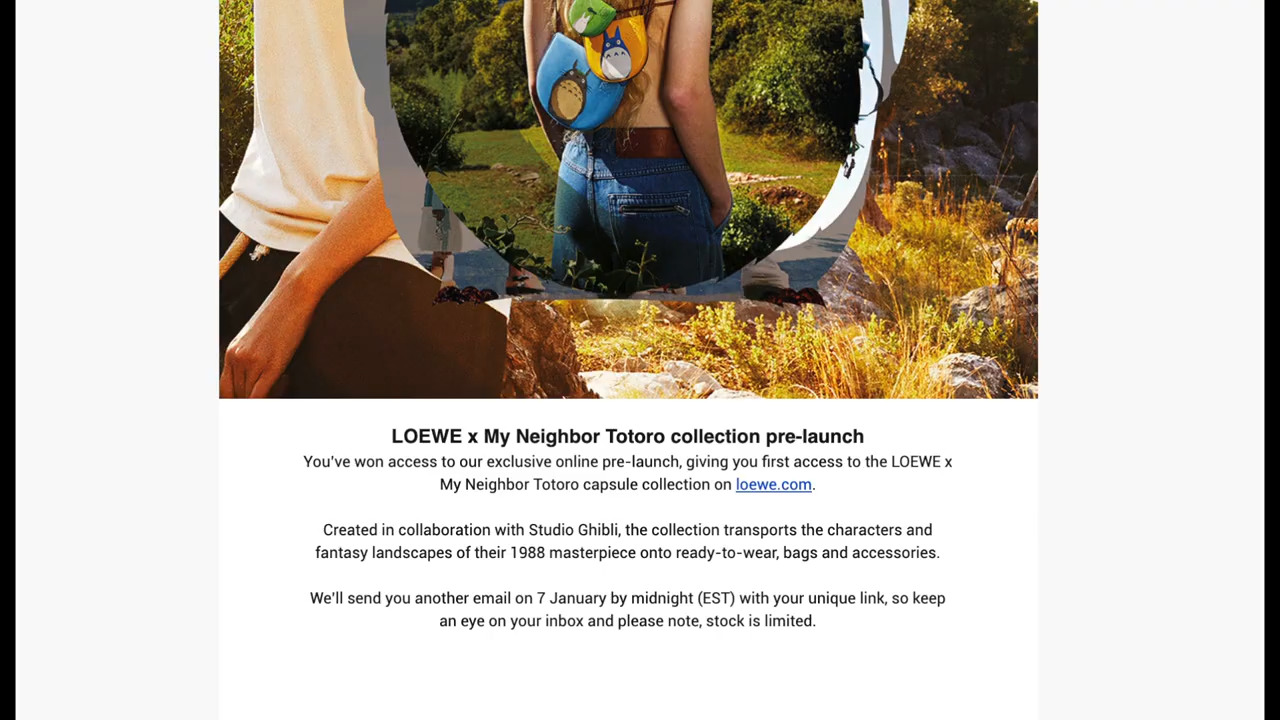 LOEWE x My Neighbor Totoro collection pre-launch
You've won access to our exclusive online pre-launch, giving you first access to the LOEWE x
My Neighbor Totoro capsule collection on loewe.com.
Created in collaboration with Studio Ghibli, the collection transports the characters and
fantasy landscapes of their 1988 masterpiece onto ready-to-wear, bags and accessories.
We'll send you another email on 7 January by midnight (EST) with your unique link, so keep
an eye on your inbox and please note, stock is limited.